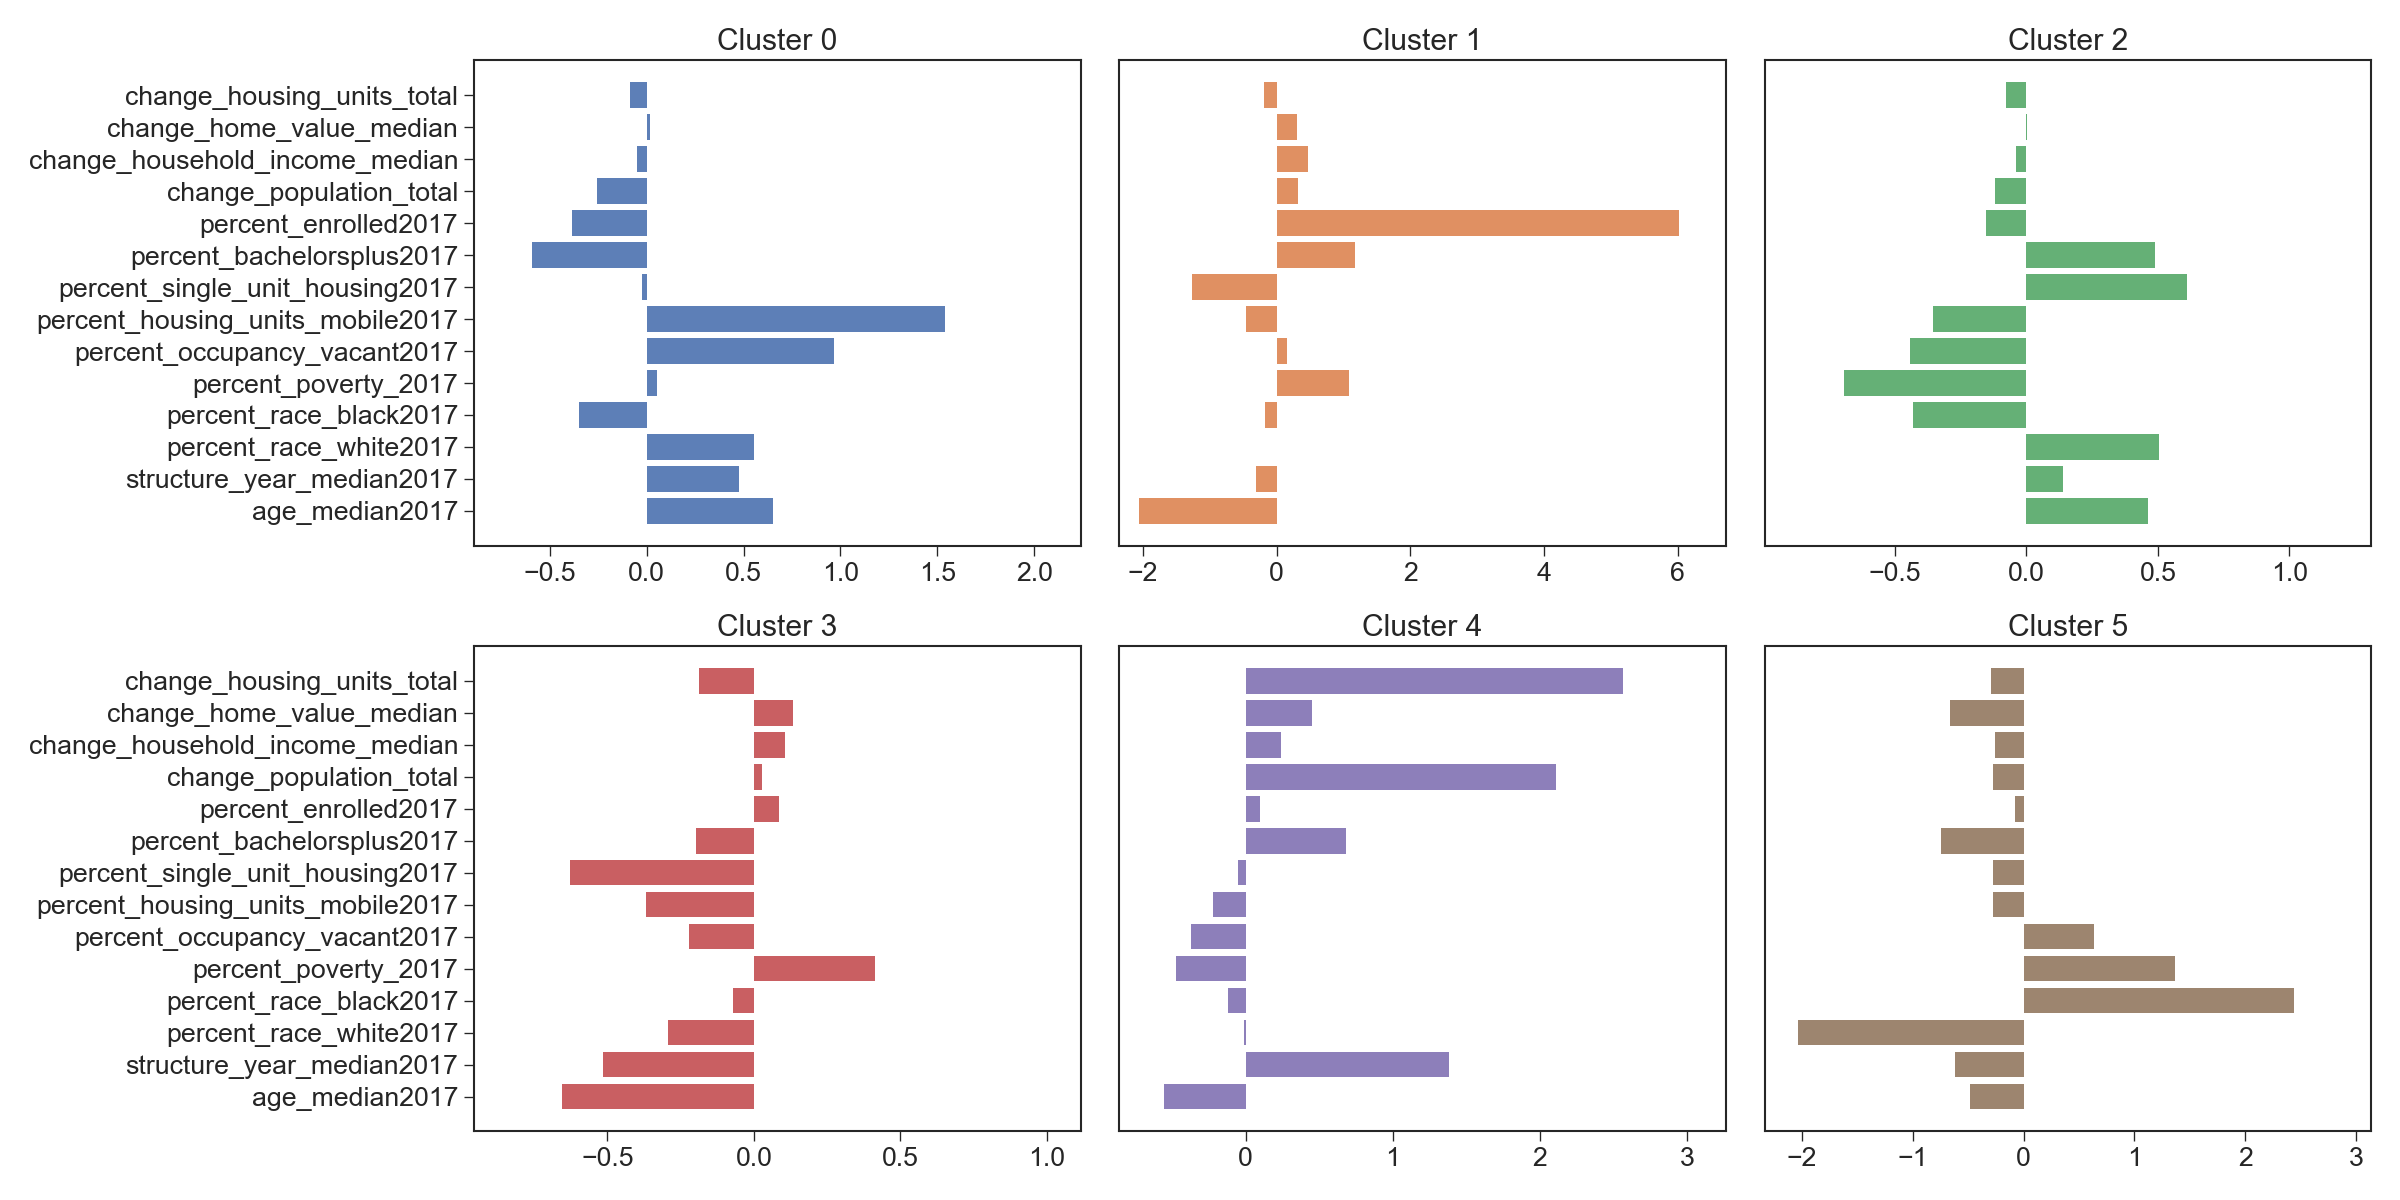 Cluster 0
Cluster 1
Cluster 2
change_housing_units_total
change_home_value_median
change_household_income_median
change_population_total
percent_enrolled2017
percent_bachelorsplus2017
percent_single_unit_housing2017
percent_housing_units_mobile2017
percent_occupancy_vacant2017
percent_poverty_2017
percent_race_black2017
percent_race_white2017
structure_year_median2017
age_median2017
−0.5 0.0 0.5 1.0 1.5 2.0
−2 0 2 4 6
−0.5 0.0 0.5 1.0
Cluster 3
Cluster 4
Cluster 5
change_housing_units_total
change_home_value_median
change_household_income_median
change_population_total
percent_enrolled2017
percent_bachelorsplus2017
percent_single_unit_housing2017
percent_housing_units_mobile2017
percent_occupancy_vacant2017
percent_poverty_2017
percent_race_black2017
percent_race_white2017
structure_year_median2017
age_median2017
−0.5 0.0 0.5 1.0
0 1 2 3
−2 −1 0 1 2 3